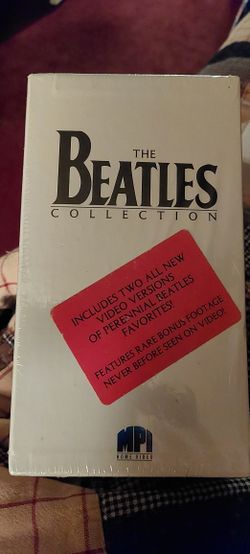 THE
BEATLES
COLLECTION
INCLUDES TWO ALL NEW
VIDEO VERSIONS
OF PERENNIAL BEATLES
FAVORITES!
FEATURES RARE BONUS FOOTAGE
NEVER BEFORE SEEN ON VIDEO!
MPI
HOME VIDEO